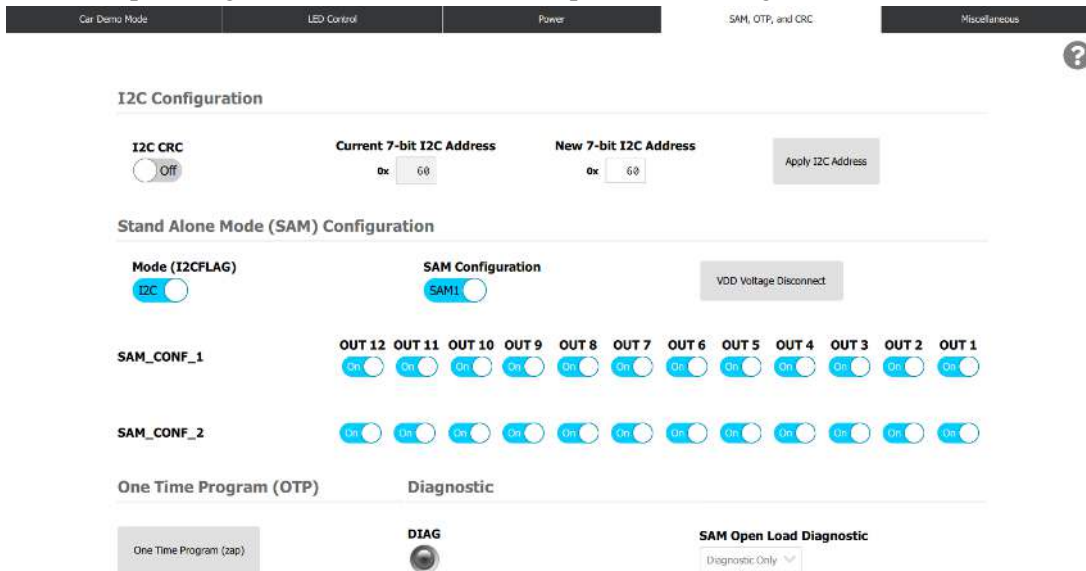 Car Demo Mode LED Control Power SAM, OTP, and CRC Miscellaneous
?
I2C Configuration
I2C CRC Current 7-bit I2C Address New 7-bit I2C Address
Off 0x 60 0x 60 Apply I2C Address
Stand Alone Mode (SAM) Configuration
Mode (I2CFLAG) SAM Configuration
I2C SAM1 VDD Voltage Disconnect
OUT 12 OUT 11 OUT 10 OUT 9 OUT 8 OUT 7 OUT 6 OUT 5 OUT 4 OUT 3 OUT 2 OUT 1
SAM_CONF_1 On On On On On On On On On On On On
SAM_CONF_2 On On On On On On On On On On On On
One Time Program (OTP) Diagnostic
DIAG SAM Open Load Diagnostic
One Time Program (zap) Diagnostic Only